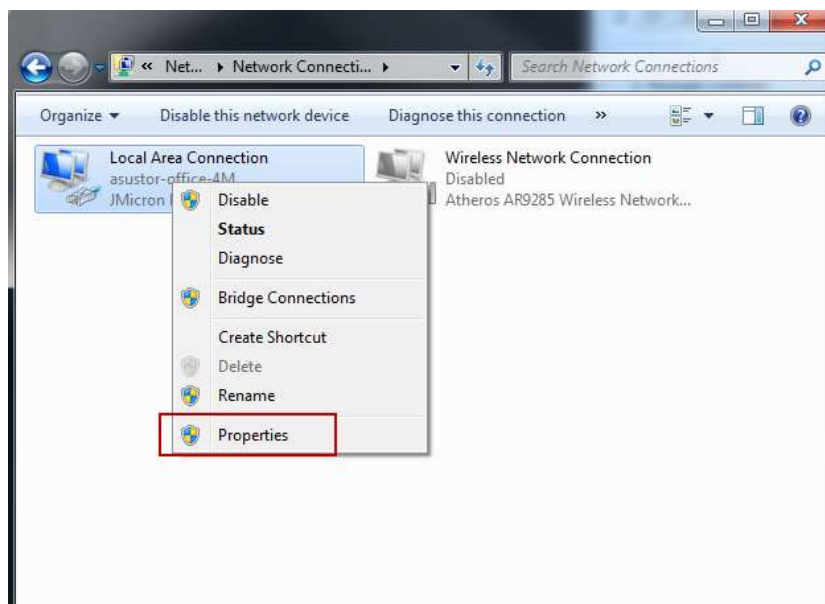 Net... Network Connecti... Search Network Connections
Organize Disable this network device Diagnose this connection
Local Area Connection
asustor-office-4M
JMicron
Wireless Network Connection
Disabled
Atheros AR9285 Wireless Network...
Disable
Status
Diagnose
Bridge Connections
Create Shortcut
Delete
Rename
Properties